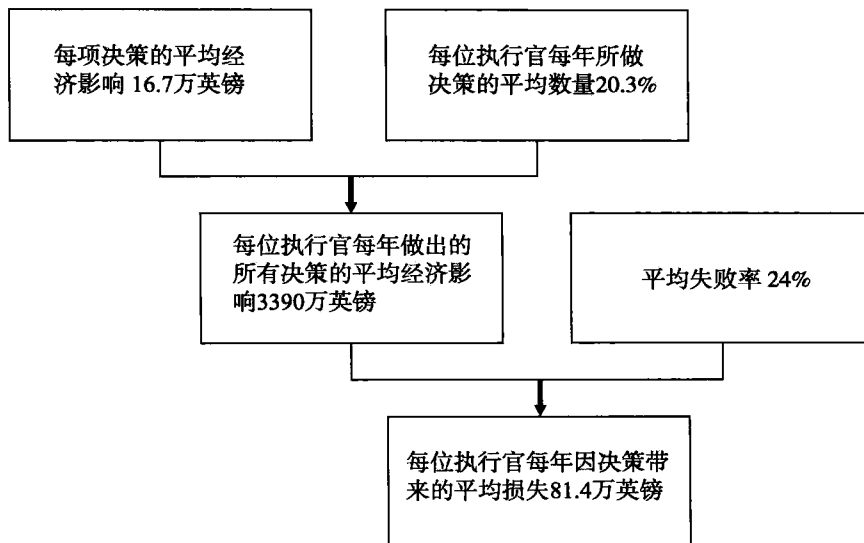 每项决策的平均经
济影响 16.7万英镑
每位执行官每年所做
决策的平均数量20.3%
每位执行官每年做出的
所有决策的平均经济影
响3390万英镑
平均失败率 24%
每位执行官每年因决策带
来的平均损失81.4万英镑